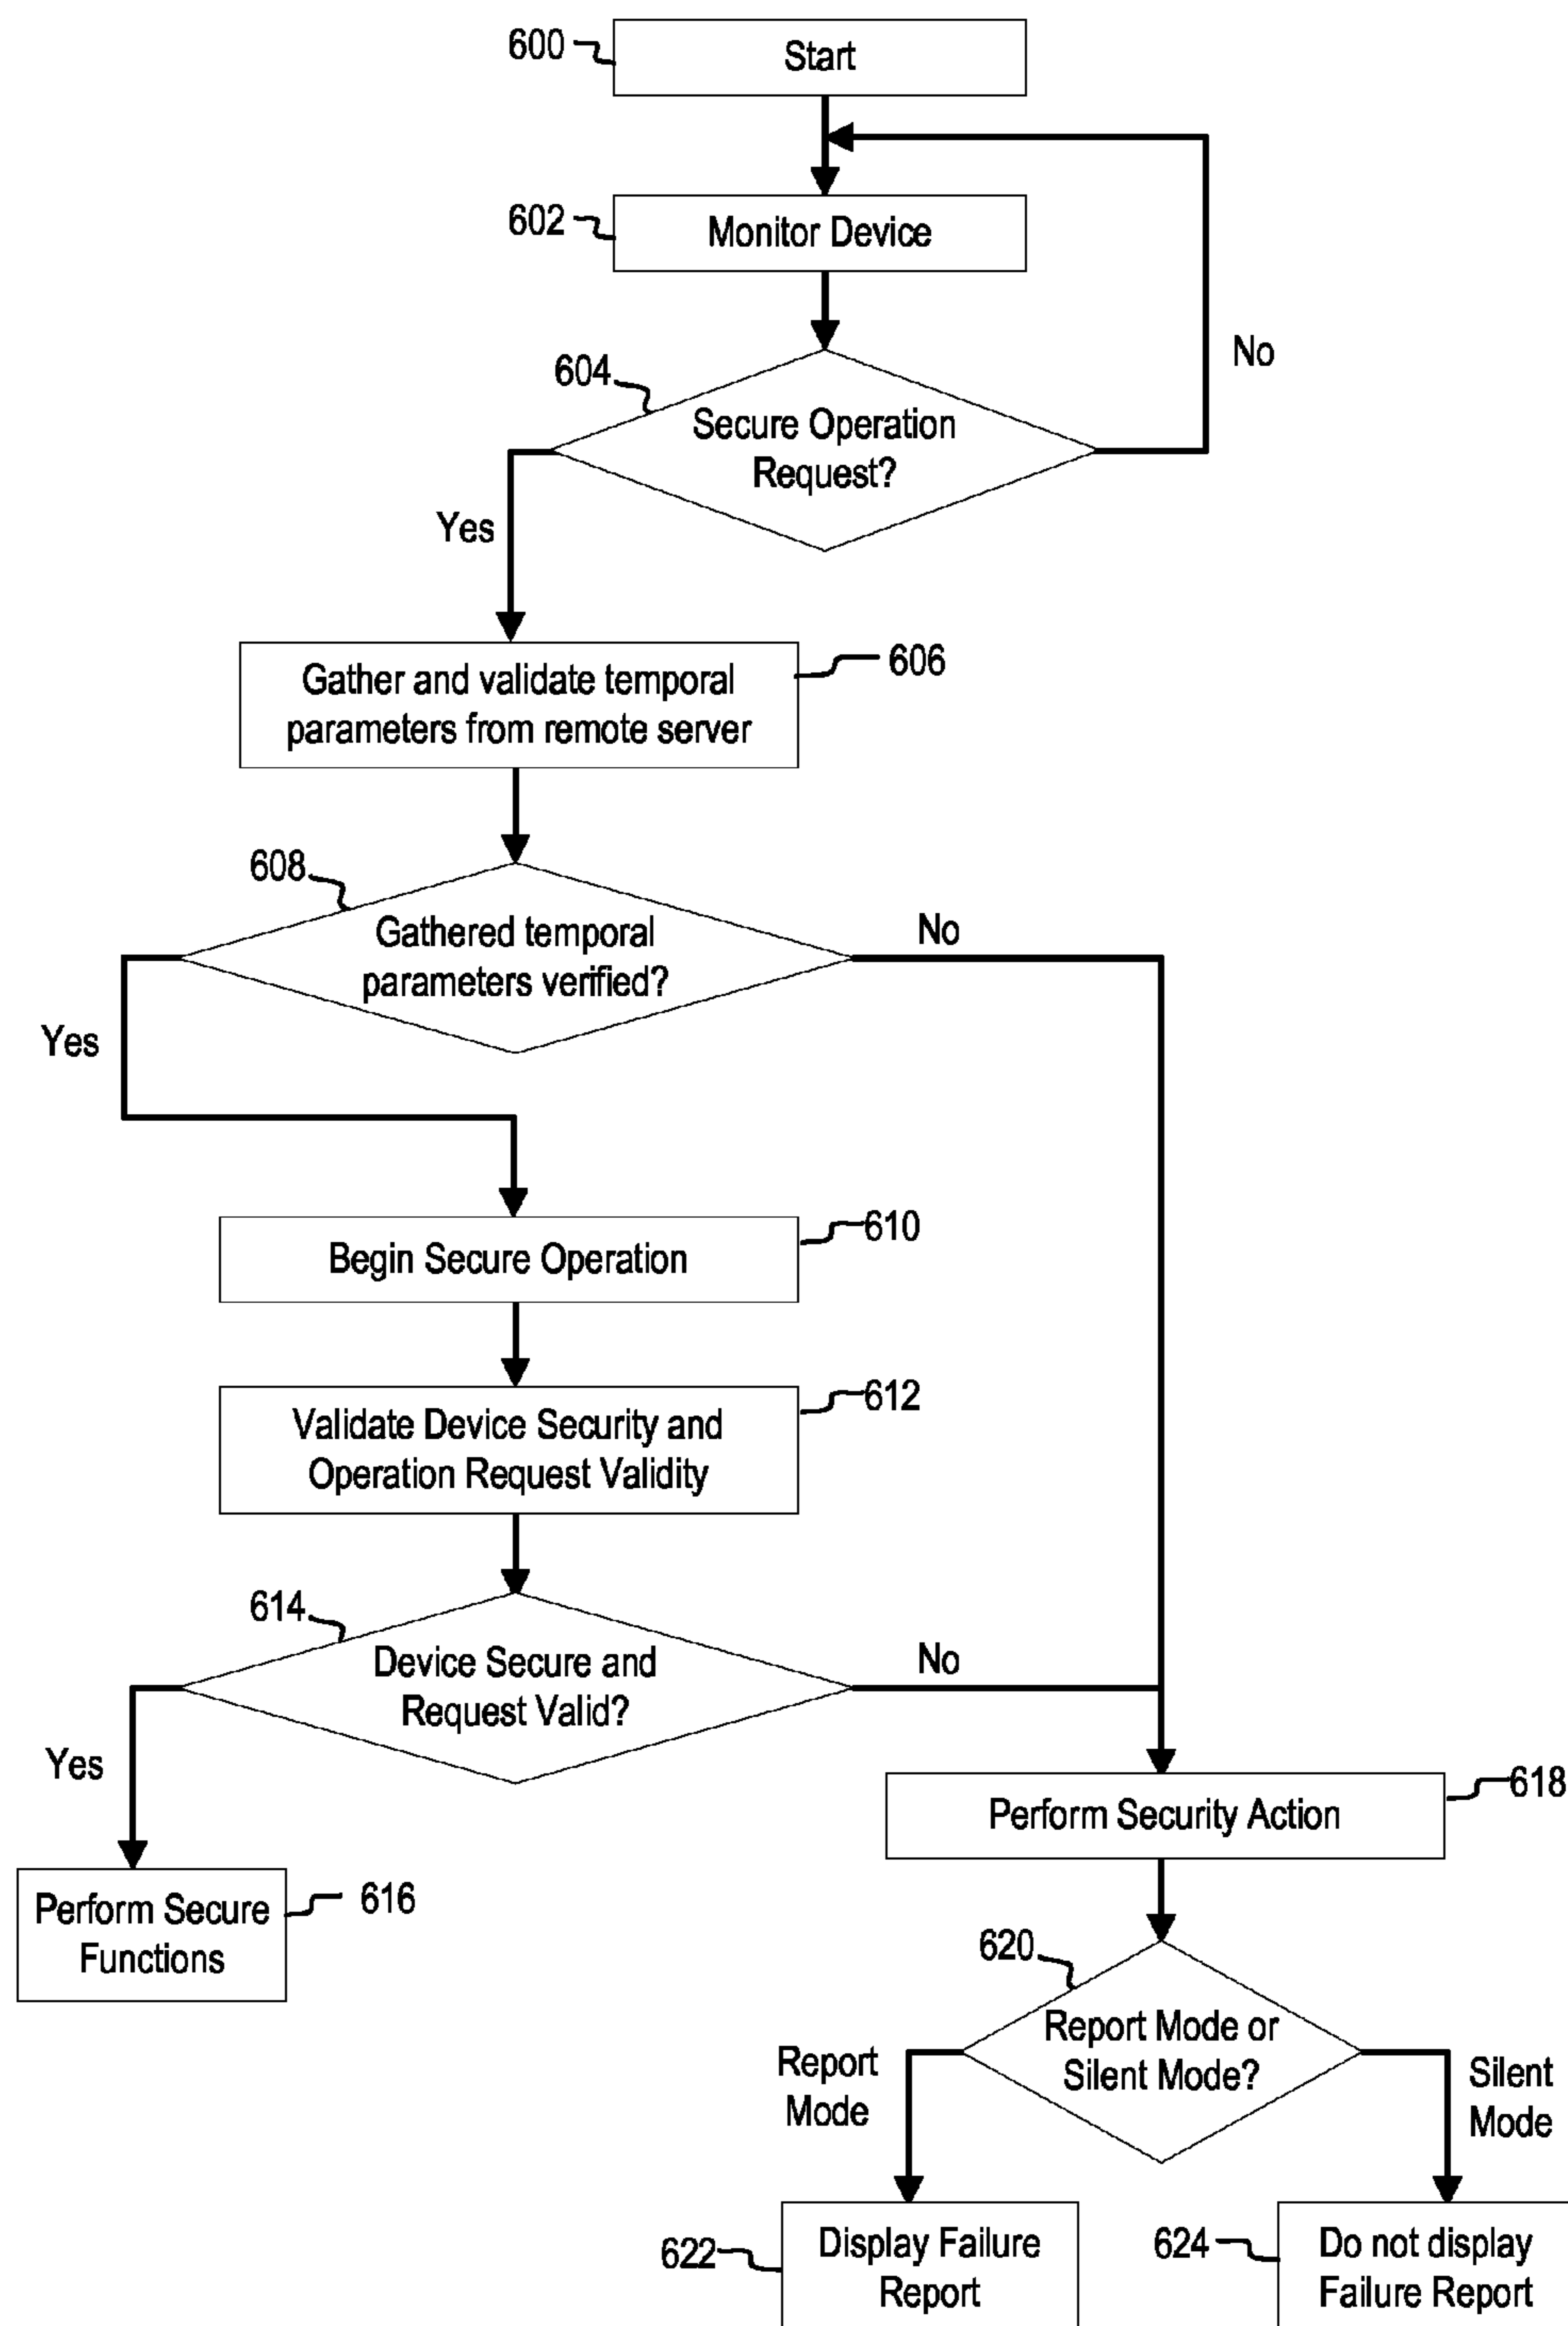 600
Start
602
Monitor Device
No
604
Secure Operation
Request?
Yes
606
Gather and validate temporal
parameters from remote server
608
Gathered temporal
parameters verified?
No
Yes
610
Begin Secure Operation
612
Validate Device Security and
Operation Request Validity
614
Device Secure and
Request Valid?
No
Yes
618
Perform Security Action
616
Perform Secure
Functions
620
Report Mode or
Silent Mode?
Report
Mode
Silent
Mode
622
Display Failure
Report
624
Do not display
Failure Report